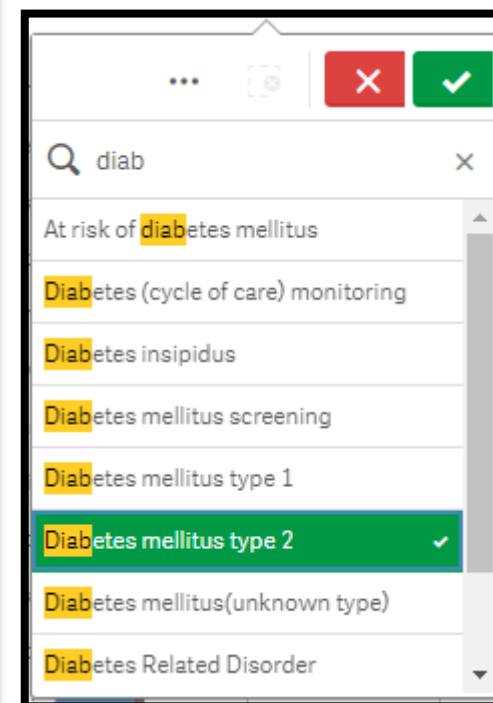 diab
At risk of diabetes mellitus
Diabetes (cycle of care) monitoring
Diabetes insipidus
Diabetes mellitus screening
Diabetes mellitus type 1
Diabetes mellitus type 2
Diabetes mellitus(unknown type)
Diabetes Related Disorder